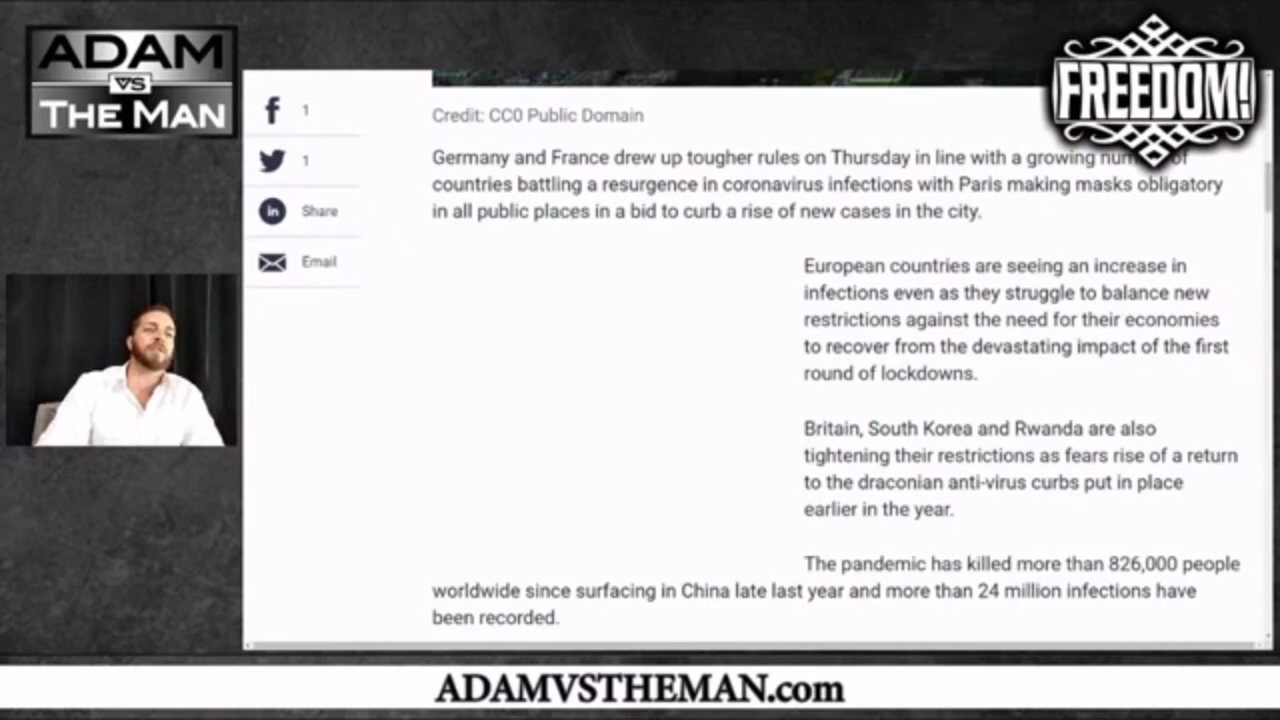 ADAM
VS
THE MAN
FREEDOM!
f 1
1
in Share
Email
Credit: CC0 Public Domain
Germany and France drew up tougher rules on Thursday in line with a growing of
countries battling a resurgence in coronavirus infections with Paris making masks obligatory
in all public places in a bid to curb a rise of new cases in the city.
European countries are seeing an increase in
infections even as they struggle to balance new
restrictions against the need for their economies
to recover from the devastating impact of the first
round of lockdowns.
Britain, South Korea and Rwanda are also
tightening their restrictions as fears rise of a return
to the draconian anti-virus curbs put in place
earlier in the year.
The pandemic has killed more than 826,000 people
worldwide since surfacing in China late last year and more than 24 million infections have
been recorded.
ADAMVSTHEMAN.com